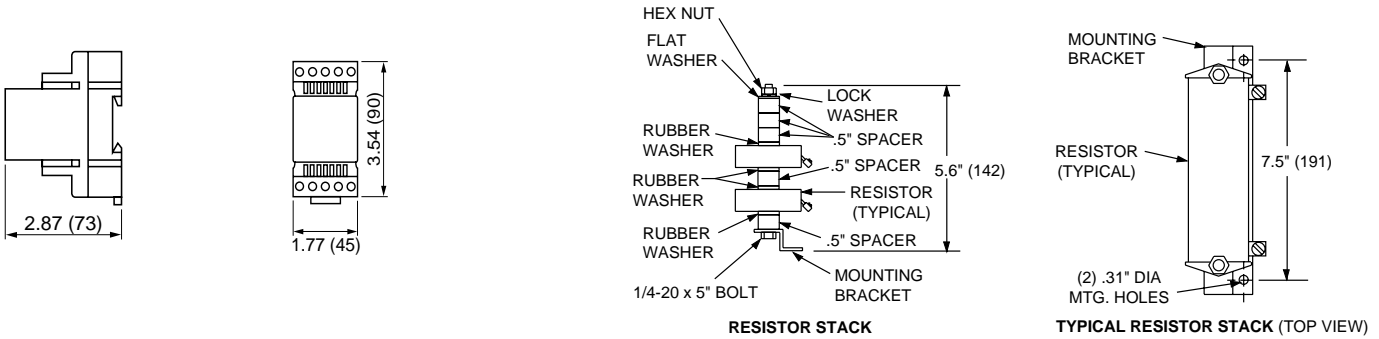 2.87 (73)
3.54 (90)
1.77 (45)
HEX NUT
FLAT
WASHER
LOCK
WASHER
.5" SPACER
RUBBER
WASHER
.5" SPACER
5.6" (142)
RUBBER
WASHER
RESISTOR
(TYPICAL)
RUBBER
WASHER
.5" SPACER
1/4-20 x 5" BOLT
MOUNTING
BRACKET
RESISTOR STACK
MOUNTING
BRACKET
RESISTOR
(TYPICAL)
7.5" (191)
(2) .31" DIA
MTG. HOLES
TYPICAL RESISTOR STACK (TOP VIEW)